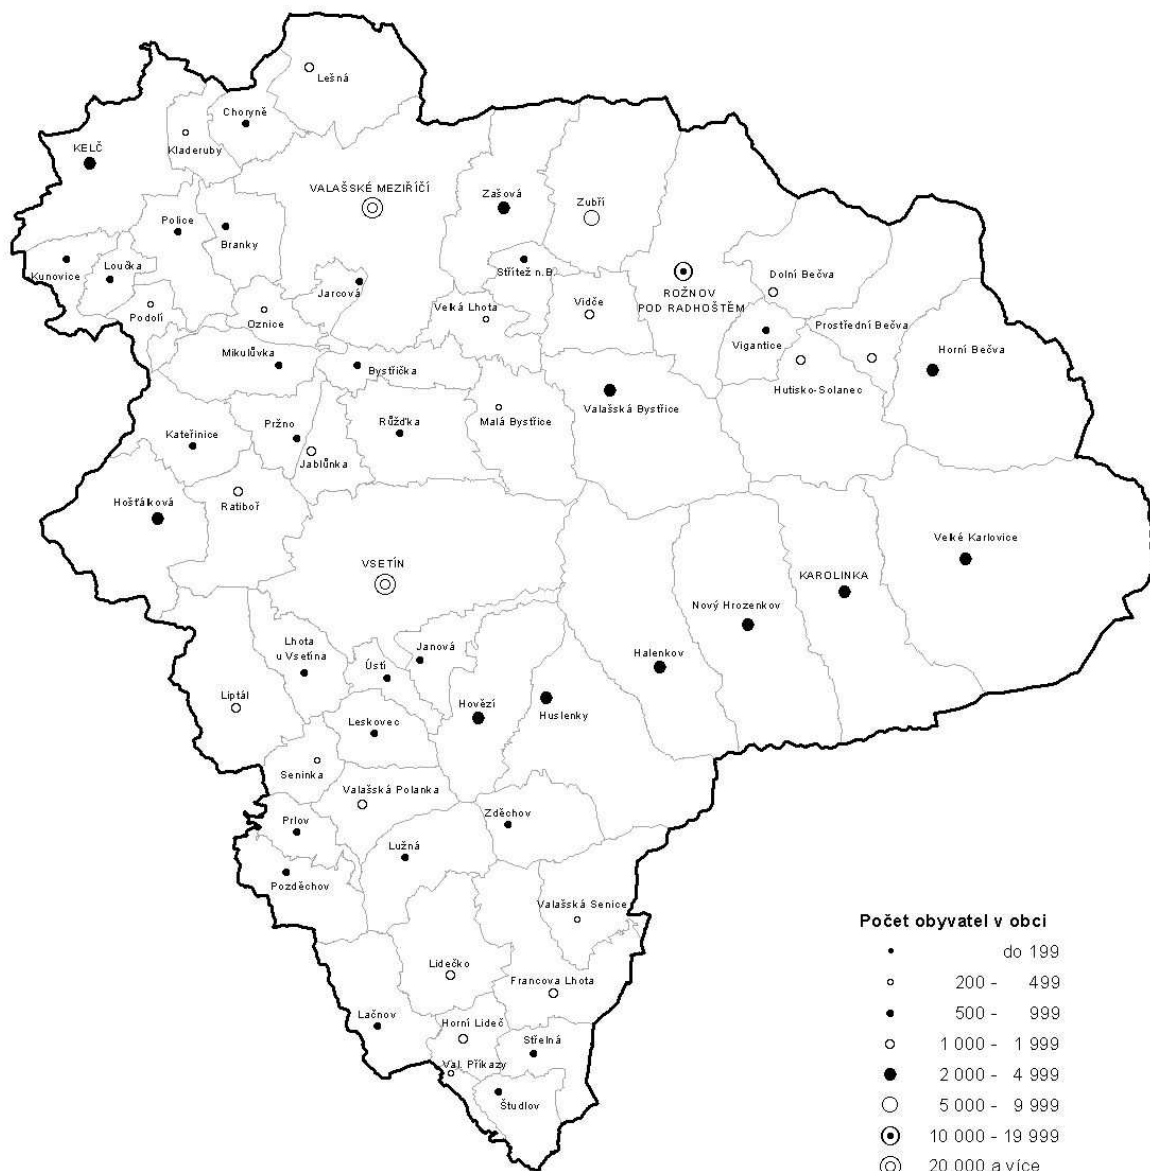 Lešná
Choryně
Kladeruby
KELČ
VALAŠSKÉ MEZIŘÍČÍ
Zašová
Zubří
Police
Branky
Kunovice
Loučka
Střítež n.B.
Dolní Bečva
ROŽNOV
POD RADHOŠTĚM
Jarcová
Podolí
Oznice
Velká Lhota
Vidče
Prostřední Bečva
Vigantice
Horní Bečva
Mikulůvka
Bystřička
Hutisko-Solanec
Valašská Bystřice
Malá Bystřice
Růžďka
Pržno
Kateřinice
Jablůnka
Hošťálková
Ratiboř
Velké Karlovice
VSETÍN
KAROLINKA
Nový Hrozenkov
Lhota
u Vsetína
Janová
Ústí
Halenkov
Liptál
Hovězí
Huslenky
Leskovec
Seninka
Valašská Polanka
Prlov
Zděchov
Lužná
Pozděchov
Valašská Senice
Lidečko
Francova Lhota
Lačnov
Horní Lideč
Střelná
Val. Příkazy
Študlov
Počet obyvatel v obci
do 199
200 - 499
500 - 999
1 000 - 1 999
2 000 - 4 999
5 000 - 9 999
10 000 - 19 999
20 000 a více